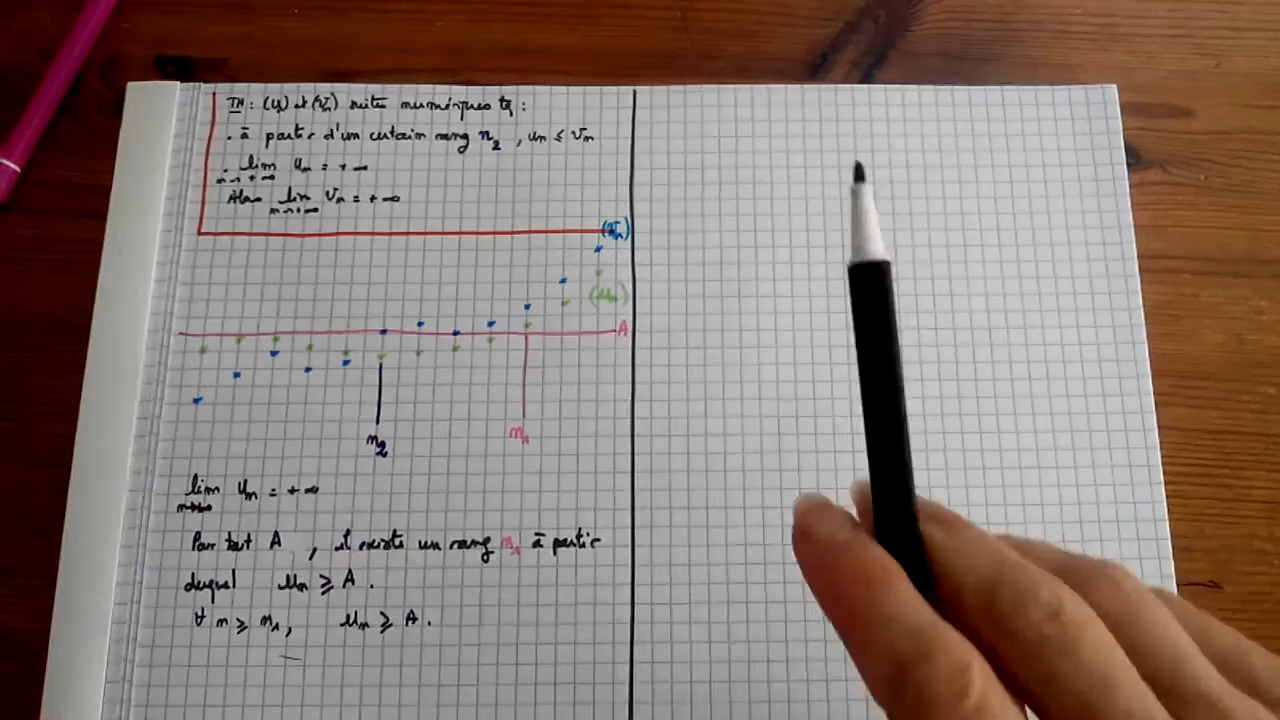 TH : (un) et (vn) suites numériques tq :
. à partir d'un certain rang n2 , un ≤ vn
. lim un = +∞
n→+∞
Alors lim vn = +∞
n→+∞
(vn)
(un)
A
n2
n1
lim un = +∞
n→+∞
Pour tout A , il existe un rang n1 à partir
duquel un ≥ A .
∀ n ≥ n1, un ≥ A .